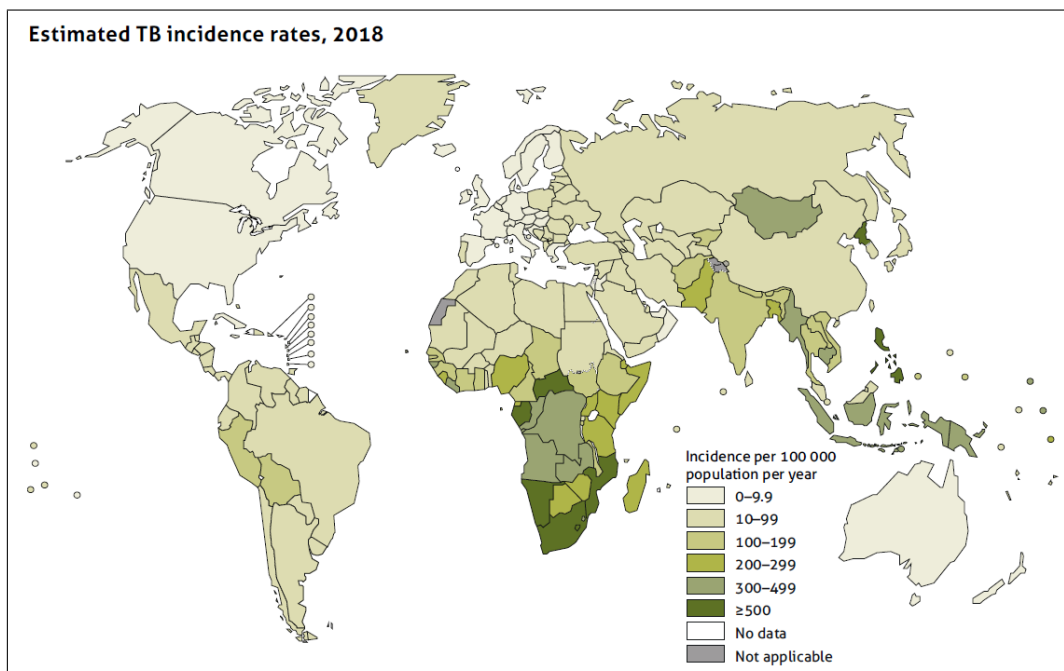 Estimated TB incidence rates, 2018
Incidence per 100 000
population per year
0–9.9
10–99
100–199
200–299
300–499
≥500
No data
Not applicable